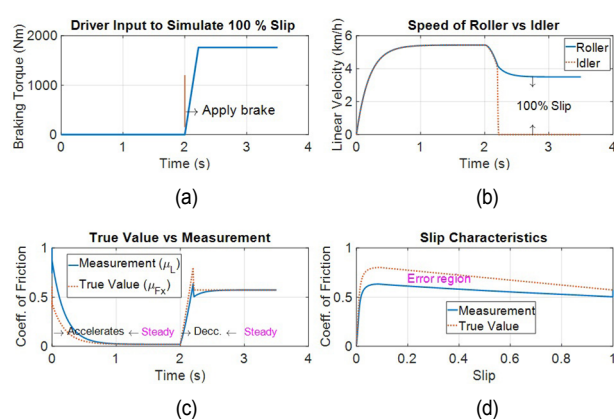 Driver Input to Simulate 100 % Slip
Braking Torque (Nm)
2000
1000
0
0 1 2 3 4
Apply brake
Time (s)
(a)
Speed of Roller vs Idler
Linear Velocity (km/h)
8
4
0
0 1 2 3 4
Roller
Idler
100% Slip
Time (s)
(b)
True Value vs Measurement
Coeff. of Friction
1
0.5
0
0 1 2 3 4
Measurement (μL)
True Value (μFx)
Accelerates ← Steady → Decc. ← Steady
Time (s)
(c)
Slip Characteristics
Coeff. of Friction
1
0.5
0
0 0.2 0.4 0.6 0.8 1
Error region
Measurement
True Value
Slip
(d)